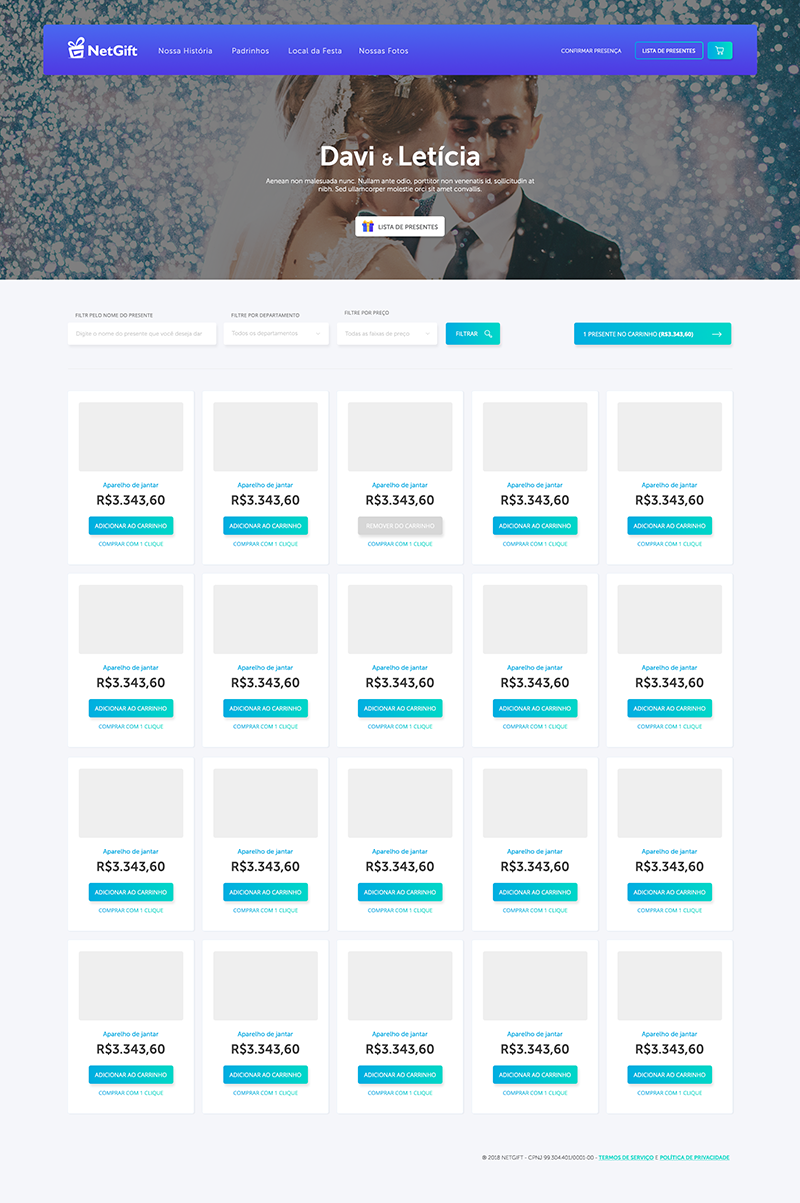 NetGift
Nossa História
Padrinhos
Local da Festa
Nossas Fotos
CONFIRMAR PRESENÇA
LISTA DE PRESENTES
Davi & Letícia
Aenean non malesuada nunc. Nullam ante odio, porttitor non venenatis id, sollicitudin at
nibh. Sed ullamcorper molestie orci sit amet convallis.
LISTA DE PRESENTES
FILTR PELO NOME DO PRESENTE
FILTRE POR DEPARTAMENTO
FILTRE POR PREÇO
Digite o nome do presente que você deseja dar
Todos os departamentos
Todas as faixas de preço
FILTRAR
1 PRESENTE NO CARRINHO (R$3.343,60)
Aparelho de jantar
R$3.343,60
ADICIONAR AO CARRINHO
COMPRAR COM 1 CLIQUE
Aparelho de jantar
R$3.343,60
ADICIONAR AO CARRINHO
COMPRAR COM 1 CLIQUE
Aparelho de jantar
R$3.343,60
REMOVER DO CARRINHO
COMPRAR COM 1 CLIQUE
Aparelho de jantar
R$3.343,60
ADICIONAR AO CARRINHO
COMPRAR COM 1 CLIQUE
Aparelho de jantar
R$3.343,60
ADICIONAR AO CARRINHO
COMPRAR COM 1 CLIQUE
Aparelho de jantar
R$3.343,60
ADICIONAR AO CARRINHO
COMPRAR COM 1 CLIQUE
Aparelho de jantar
R$3.343,60
ADICIONAR AO CARRINHO
COMPRAR COM 1 CLIQUE
Aparelho de jantar
R$3.343,60
ADICIONAR AO CARRINHO
COMPRAR COM 1 CLIQUE
Aparelho de jantar
R$3.343,60
ADICIONAR AO CARRINHO
COMPRAR COM 1 CLIQUE
Aparelho de jantar
R$3.343,60
ADICIONAR AO CARRINHO
COMPRAR COM 1 CLIQUE
Aparelho de jantar
R$3.343,60
ADICIONAR AO CARRINHO
COMPRAR COM 1 CLIQUE
Aparelho de jantar
R$3.343,60
ADICIONAR AO CARRINHO
COMPRAR COM 1 CLIQUE
Aparelho de jantar
R$3.343,60
ADICIONAR AO CARRINHO
COMPRAR COM 1 CLIQUE
Aparelho de jantar
R$3.343,60
ADICIONAR AO CARRINHO
COMPRAR COM 1 CLIQUE
Aparelho de jantar
R$3.343,60
ADICIONAR AO CARRINHO
COMPRAR COM 1 CLIQUE
Aparelho de jantar
R$3.343,60
ADICIONAR AO CARRINHO
COMPRAR COM 1 CLIQUE
Aparelho de jantar
R$3.343,60
ADICIONAR AO CARRINHO
COMPRAR COM 1 CLIQUE
Aparelho de jantar
R$3.343,60
ADICIONAR AO CARRINHO
COMPRAR COM 1 CLIQUE
Aparelho de jantar
R$3.343,60
ADICIONAR AO CARRINHO
COMPRAR COM 1 CLIQUE
Aparelho de jantar
R$3.343,60
ADICIONAR AO CARRINHO
COMPRAR COM 1 CLIQUE
© 2018 NETGIFT - CPNJ 99.304.401/0001-00 - TERMOS DE SERVIÇO E POLÍTICA DE PRIVACIDADE